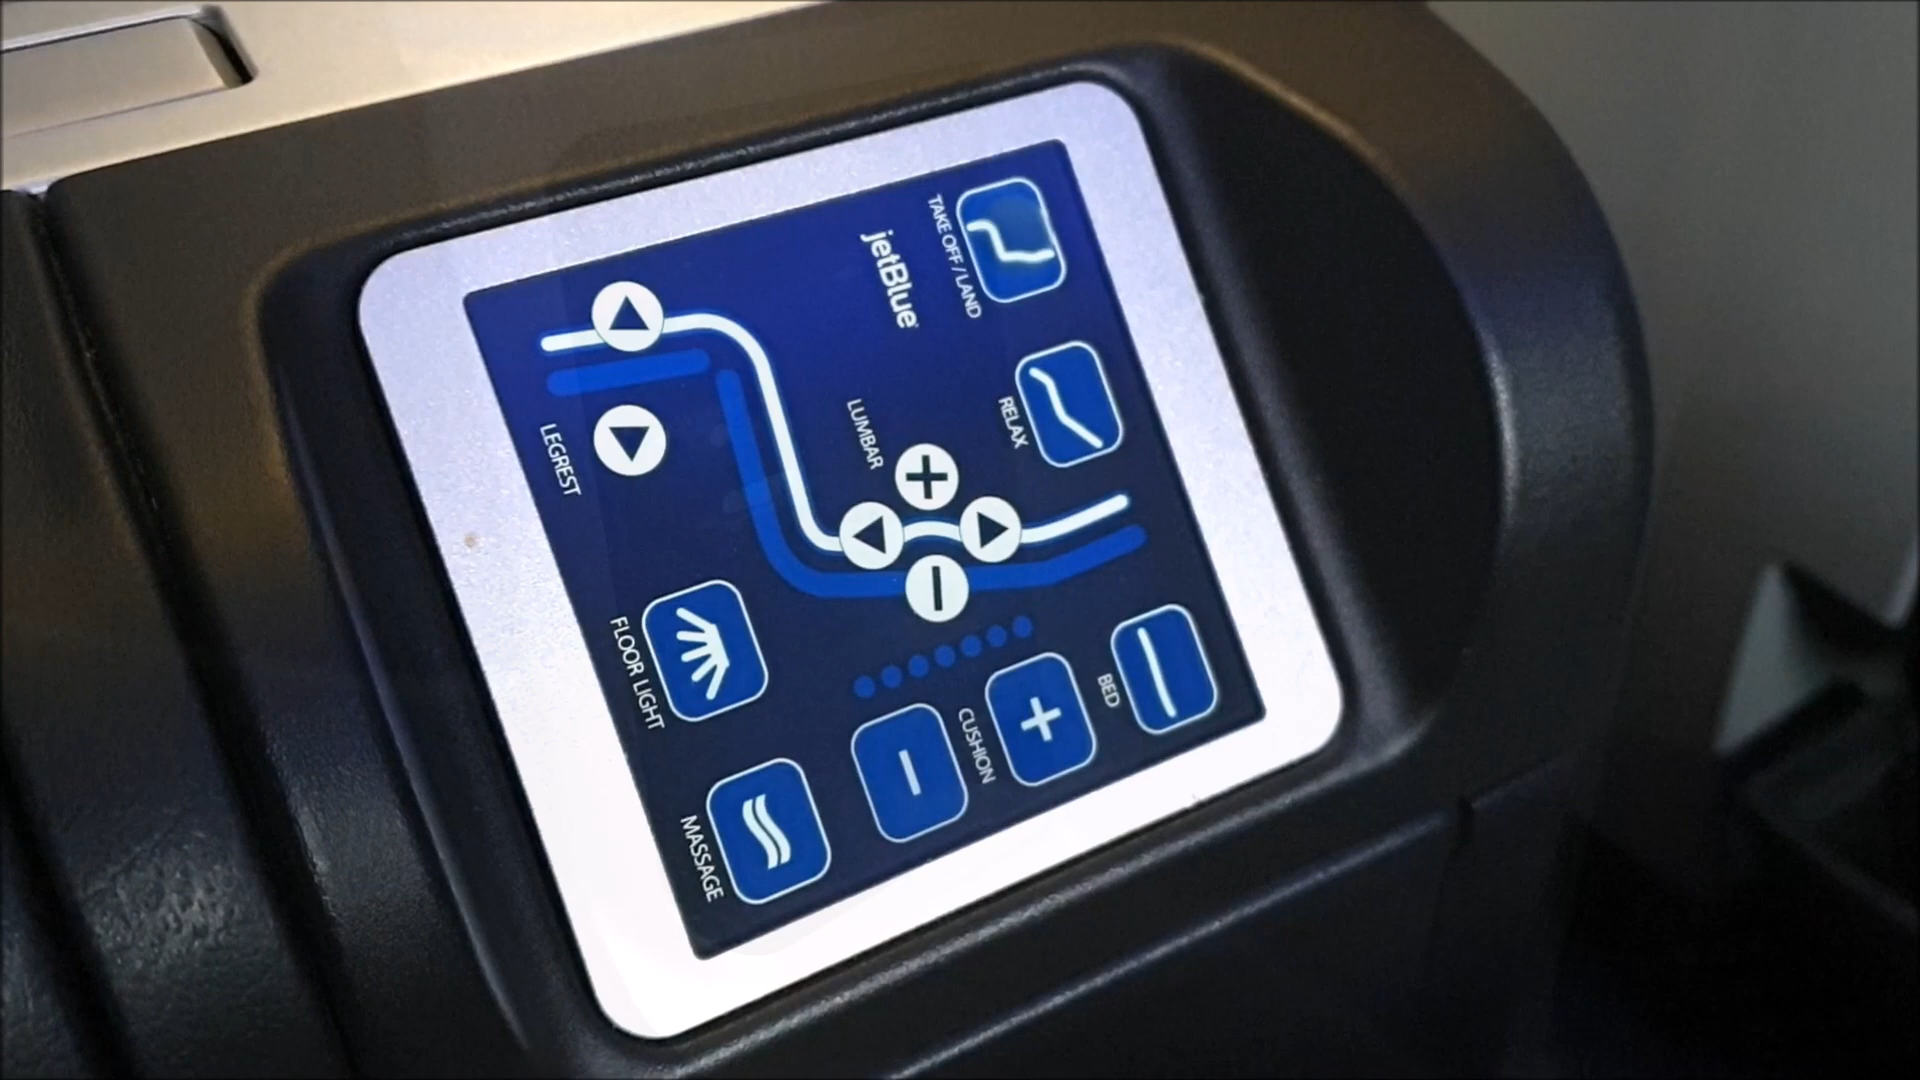 TAKE OFF / LAND
RELAX
BED
jetBlue
LUMBAR
CUSHION
LEGREST
FLOOR LIGHT
MASSAGE